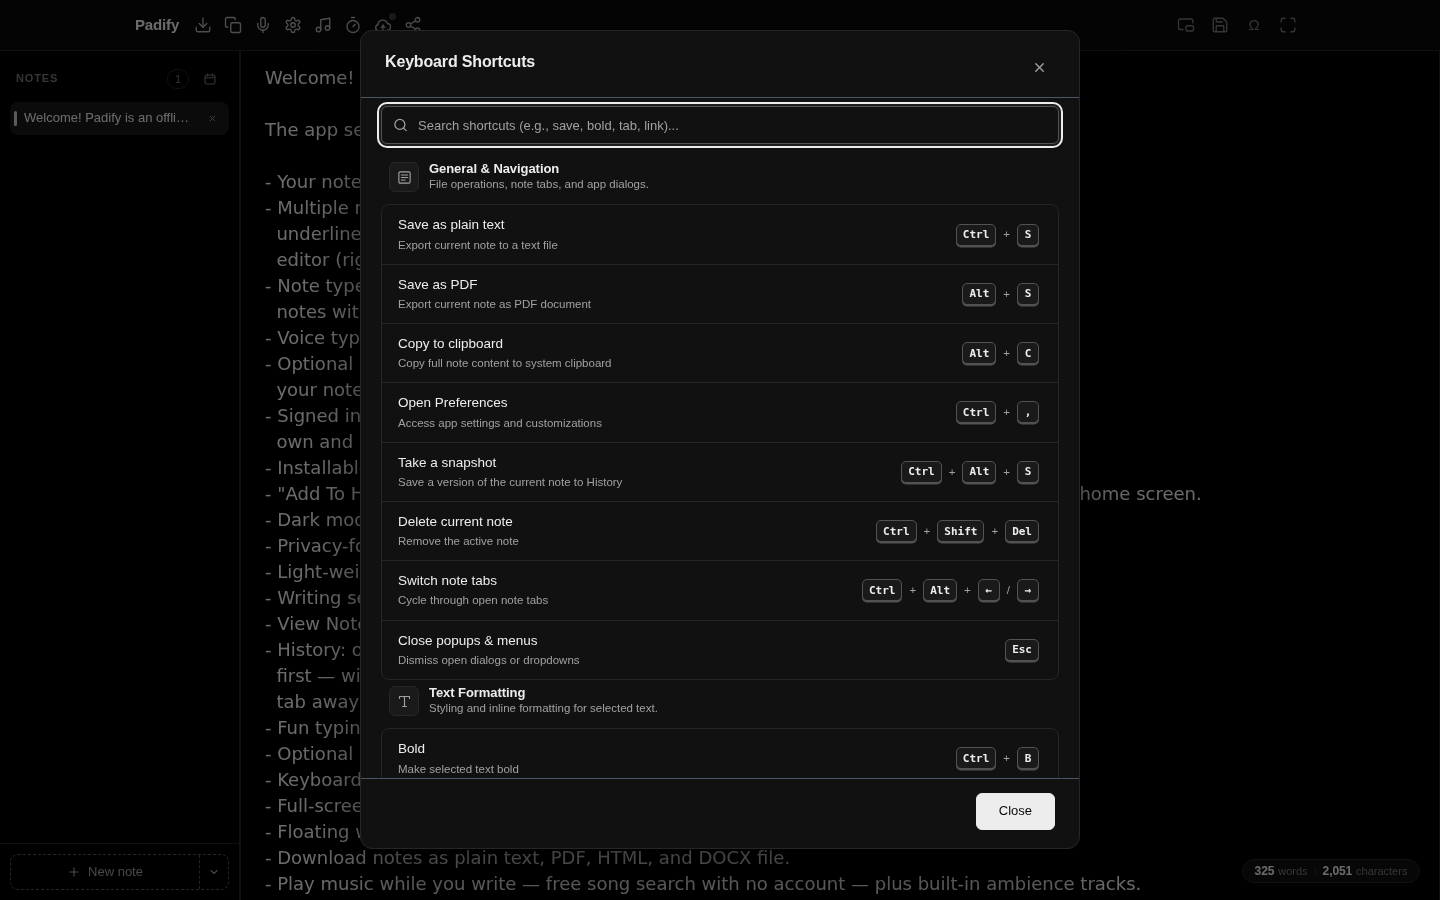 Padify
Ω
NOTES
1
Welcome! Padify is an offli…
New note
Welcome!
The app se
- Your note
- Multiple
underline
editor (rig
- Note type
notes wit
- Voice typ
- Optional
your note
- Signed in
own and
- Installabl
- "Add To H
home screen.
- Dark mod
- Privacy-fo
- Light-wei
- Writing se
- View Note
- History: o
first — wi
tab away
- Fun typin
- Optional
- Keyboard
- Full-scree
- Floating w
- Download notes as plain text, PDF, HTML, and DOCX file.
- Play music while you write — free song search with no account — plus built-in ambience tracks.
Keyboard Shortcuts
Search shortcuts (e.g., save, bold, tab, link)...
General & Navigation
File operations, note tabs, and app dialogs.
Save as plain text
Export current note to a text file
Ctrl + S
Save as PDF
Export current note as PDF document
Alt + S
Copy to clipboard
Copy full note content to system clipboard
Alt + C
Open Preferences
Access app settings and customizations
Ctrl + ,
Take a snapshot
Save a version of the current note to History
Ctrl + Alt + S
Delete current note
Remove the active note
Ctrl + Shift + Del
Switch note tabs
Cycle through open note tabs
Ctrl + Alt + ← / →
Close popups & menus
Dismiss open dialogs or dropdowns
Esc
Text Formatting
Styling and inline formatting for selected text.
Bold
Make selected text bold
Ctrl + B
Close
325 words | 2,051 characters